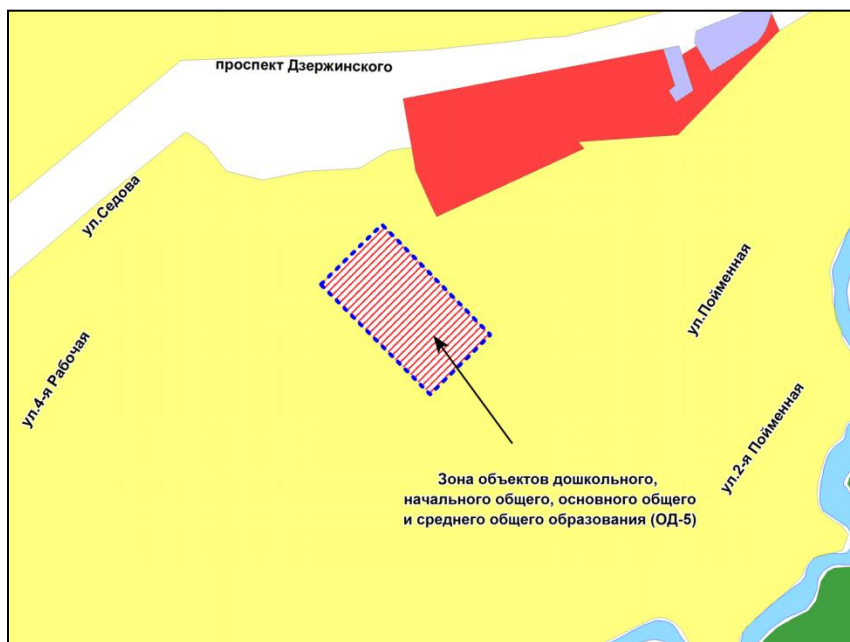 проспект Дзержинского
ул.Седова
ул.Пойменная
ул.4-я Рабочая
ул.2-я Пойменная
Зона объектов дошкольного,
начального общего, основного общего
и среднего общего образования (ОД-5)